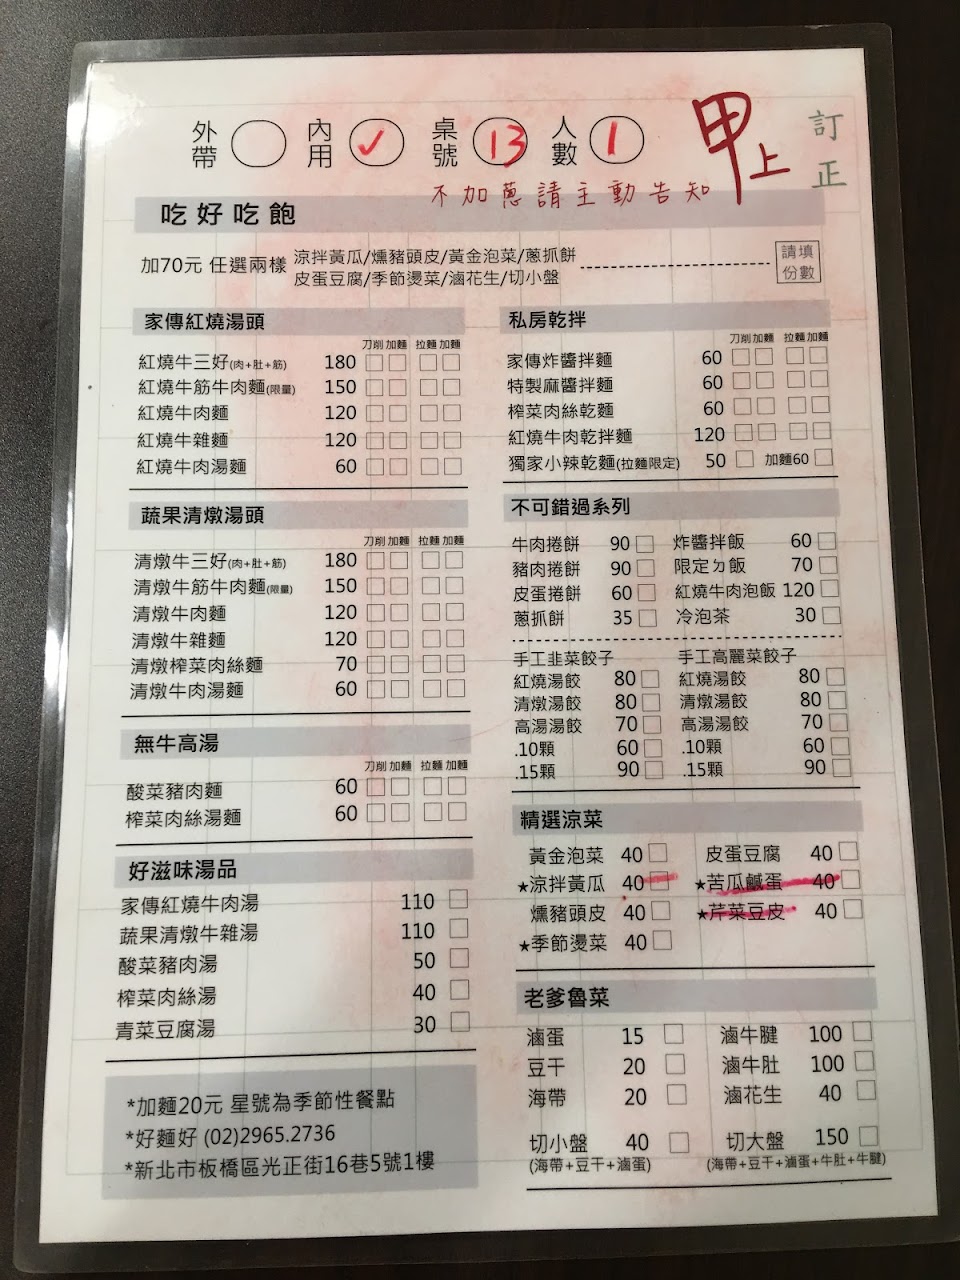 外帶 內用 ✓ 桌號 13 人數 1 甲上 訂正
不加蔥請主動告知
吃好吃飽
加70元 任選兩樣 涼拌黃瓜/燻豬頭皮/黃金泡菜/蔥抓餅
皮蛋豆腐/季節燙菜/滷花生/切小盤
請填份數
家傳紅燒湯頭
刀削 加麵 拉麵 加麵
紅燒牛三好(肉+肚+筋) 180
紅燒牛筋牛肉麵(限量) 150
紅燒牛肉麵 120
紅燒牛雜麵 120
紅燒牛肉湯麵 60
蔬果清燉湯頭
刀削 加麵 拉麵 加麵
清燉牛三好(肉+肚+筋) 180
清燉牛筋牛肉麵(限量) 150
清燉牛肉麵 120
清燉牛雜麵 120
清燉榨菜肉絲麵 70
清燉牛肉湯麵 60
無牛高湯
刀削 加麵 拉麵 加麵
酸菜豬肉麵 60
榨菜肉絲湯麵 60
好滋味湯品
家傳紅燒牛肉湯 110
蔬果清燉牛雜湯 110
酸菜豬肉湯 50
榨菜肉絲湯 40
青菜豆腐湯 30
*加麵20元 星號為季節性餐點
*好麵好 (02)2965.2736
*新北市板橋區光正街16巷5號1樓
私房乾拌
刀削 加麵 拉麵 加麵
家傳炸醬拌麵 60
特製麻醬拌麵 60
榨菜肉絲乾麵 60
紅燒牛肉乾拌麵 120
獨家小辣乾麵(拉麵限定) 50 加麵60
不可錯過系列
牛肉捲餅 90 炸醬拌飯 60
豬肉捲餅 90 限定ㄉ飯 70
皮蛋捲餅 60 紅燒牛肉泡飯 120
蔥抓餅 35 冷泡茶 30
手工韭菜餃子 手工高麗菜餃子
紅燒湯餃 80 紅燒湯餃 80
清燉湯餃 80 清燉湯餃 80
高湯湯餃 70 高湯湯餃 70
.10顆 60 .10顆 60
.15顆 90 .15顆 90
精選涼菜
黃金泡菜 40 皮蛋豆腐 40
★涼拌黃瓜 40 ★苦瓜鹹蛋 40
燻豬頭皮 40 ★芹菜豆皮 40
★季節燙菜 40
老爹魯菜
滷蛋 15 滷牛腱 100
豆干 20 滷牛肚 100
海帶 20 滷花生 40
切小盤 40 切大盤 150
(海帶+豆干+滷蛋) (海帶+豆干+滷蛋+牛肚+牛腱)